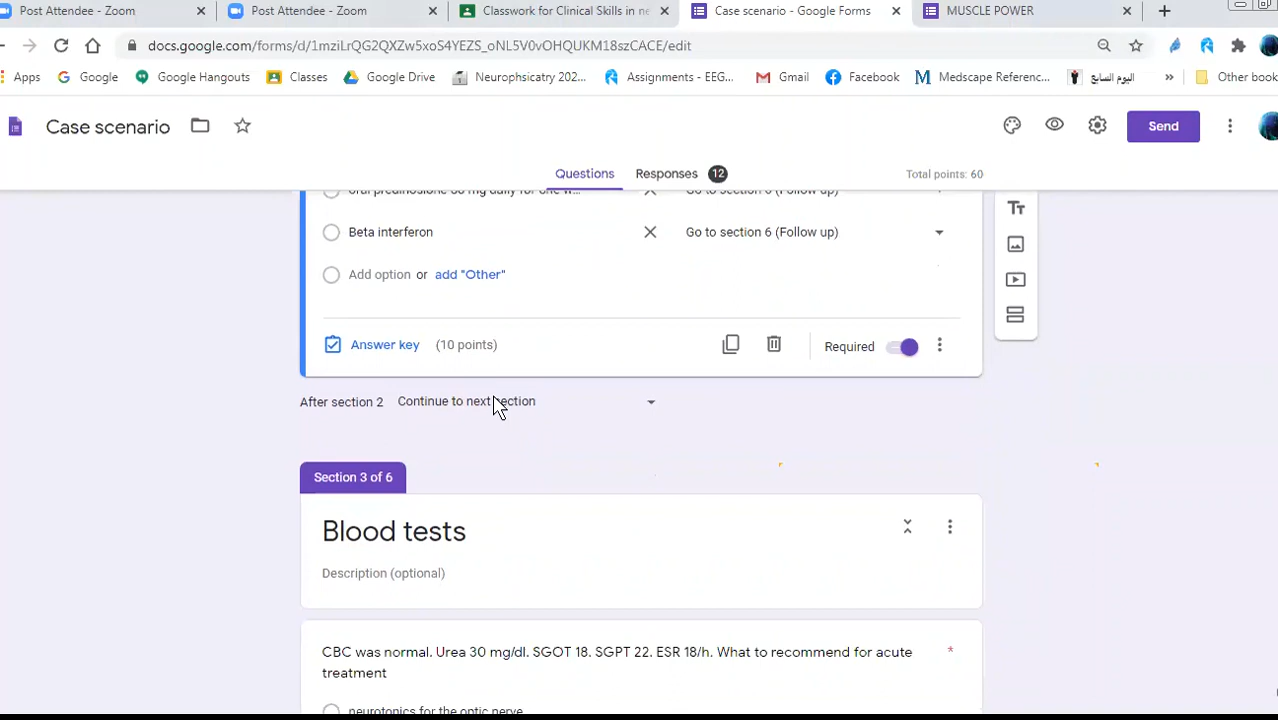 Post Attendee - Zoom
Post Attendee - Zoom
Classwork for Clinical Skills in ne
Case scenario - Google Forms
MUSCLE POWER
docs.google.com/forms/d/1mziLrQG2QXZw5xoS4YEZS_oNL5V0vOHQUKM18szCACE/edit
Apps
Google
Google Hangouts
Classes
Google Drive
Neurophsicatry 202...
Assignments - EEG...
Gmail
Facebook
Medscape Referenc...
اليوم السابع
»
Other book
Case scenario
Send
Questions
Responses 12
Total points: 60
Go to section 6 (Follow up)
Beta interferon
Go to section 6 (Follow up)
Add option or add "Other"
Answer key (10 points)
Required
After section 2 Continue to next section
Section 3 of 6
Blood tests
Description (optional)
CBC was normal. Urea 30 mg/dl. SGOT 18. SGPT 22. ESR 18/h. What to recommend for acute
treatment
*
neurotonics for the optic nerve